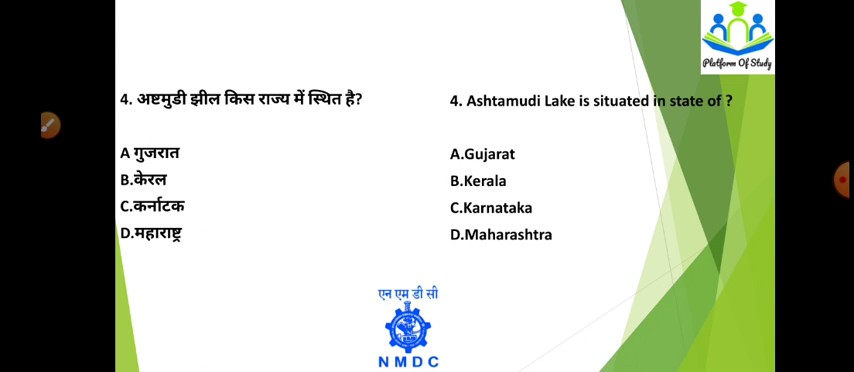 Platform Of Study
4. अष्टमुडी झील किस राज्य में स्थित है?
A गुजरात
B.केरल
C.कर्नाटक
D.महाराष्ट्र
4. Ashtamudi Lake is situated in state of ?
A.Gujarat
B.Kerala
C.Karnataka
D.Maharashtra
एन एम डी सी
NMDC